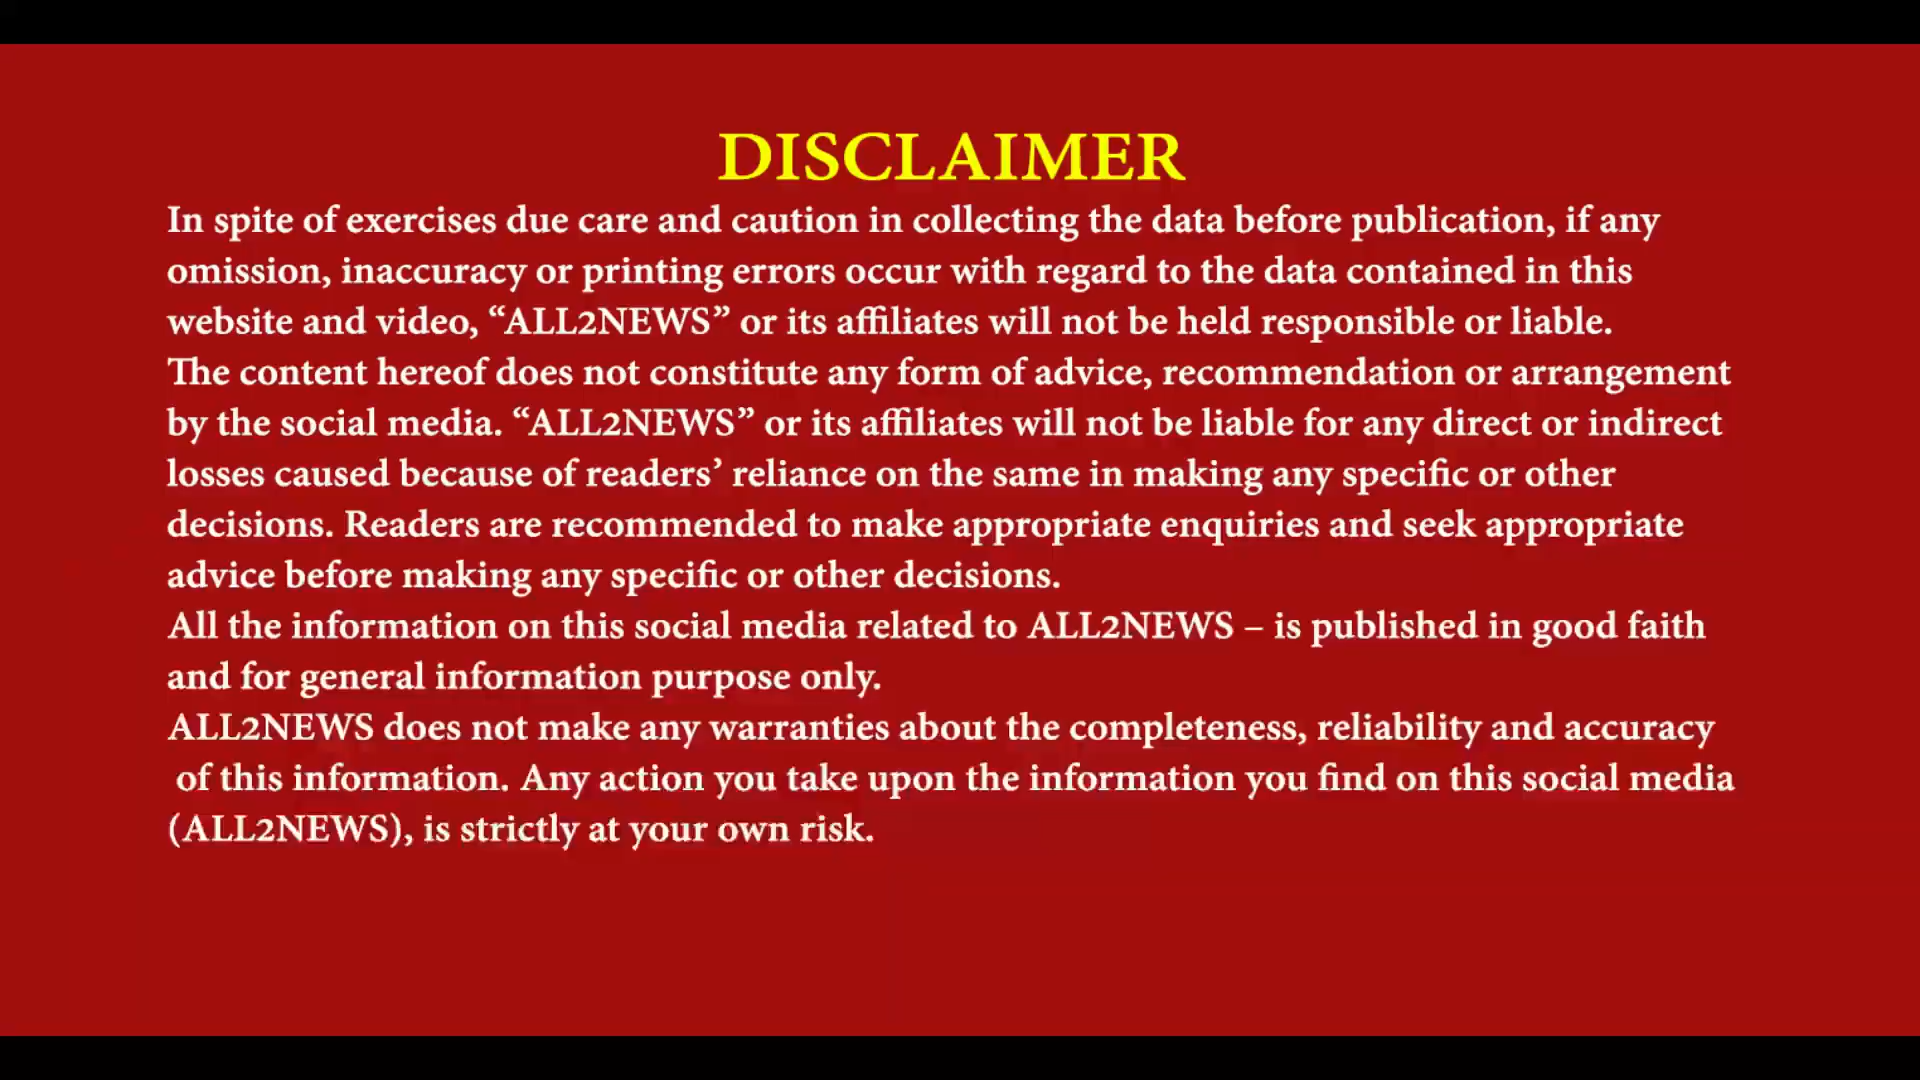 DISCLAIMER
In spite of exercises due care and caution in collecting the data before publication, if any
omission, inaccuracy or printing errors occur with regard to the data contained in this
website and video, “ALL2NEWS” or its affiliates will not be held responsible or liable.
The content hereof does not constitute any form of advice, recommendation or arrangement
by the social media. “ALL2NEWS” or its affiliates will not be liable for any direct or indirect
losses caused because of readers’ reliance on the same in making any specific or other
decisions. Readers are recommended to make appropriate enquiries and seek appropriate
advice before making any specific or other decisions.
All the information on this social media related to ALL2NEWS – is published in good faith
and for general information purpose only.
ALL2NEWS does not make any warranties about the completeness, reliability and accuracy
of this information. Any action you take upon the information you find on this social media
(ALL2NEWS), is strictly at your own risk.